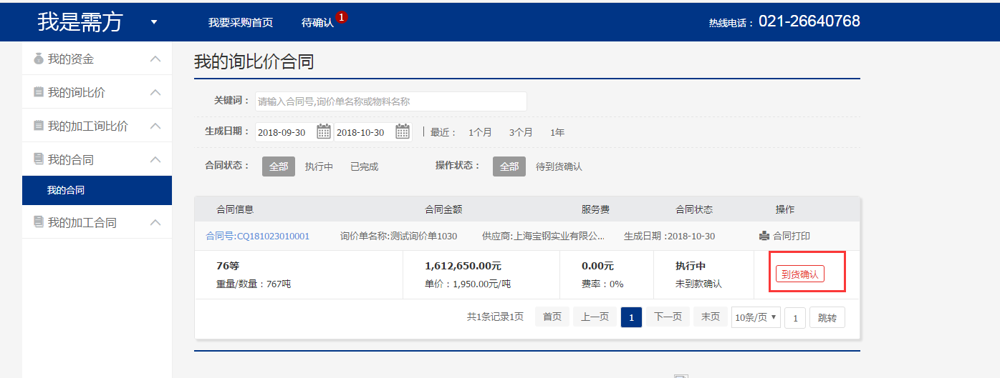 我是需方 我要采购首页 待确认 1 热线电话： 021-26640768
我的资金
我的询比价
我的加工询比价
我的合同
我的合同
我的加工合同
我的询比价合同
关键词： 请输入合同号,询价单名称或物料名称
生成日期： 2018-09-30 2018-10-30 最近： 1个月 3个月 1年
合同状态： 全部 执行中 已完成 操作状态： 全部 待到货确认
合同信息 合同金额 服务费 合同状态 操作
合同号:CQ181023010001 询价单名称:测试询价单1030 供应商:上海宝钢实业有限公... 生成日期 :2018-10-30 合同打印
76等 1,612,650.00元 0.00元 执行中
重量/数量：767吨 单价：1,950.00元/吨 费率：0% 未到款确认
到货确认
共1条记录1页 首页 上一页 1 下一页 末页 10条/页 1 跳转